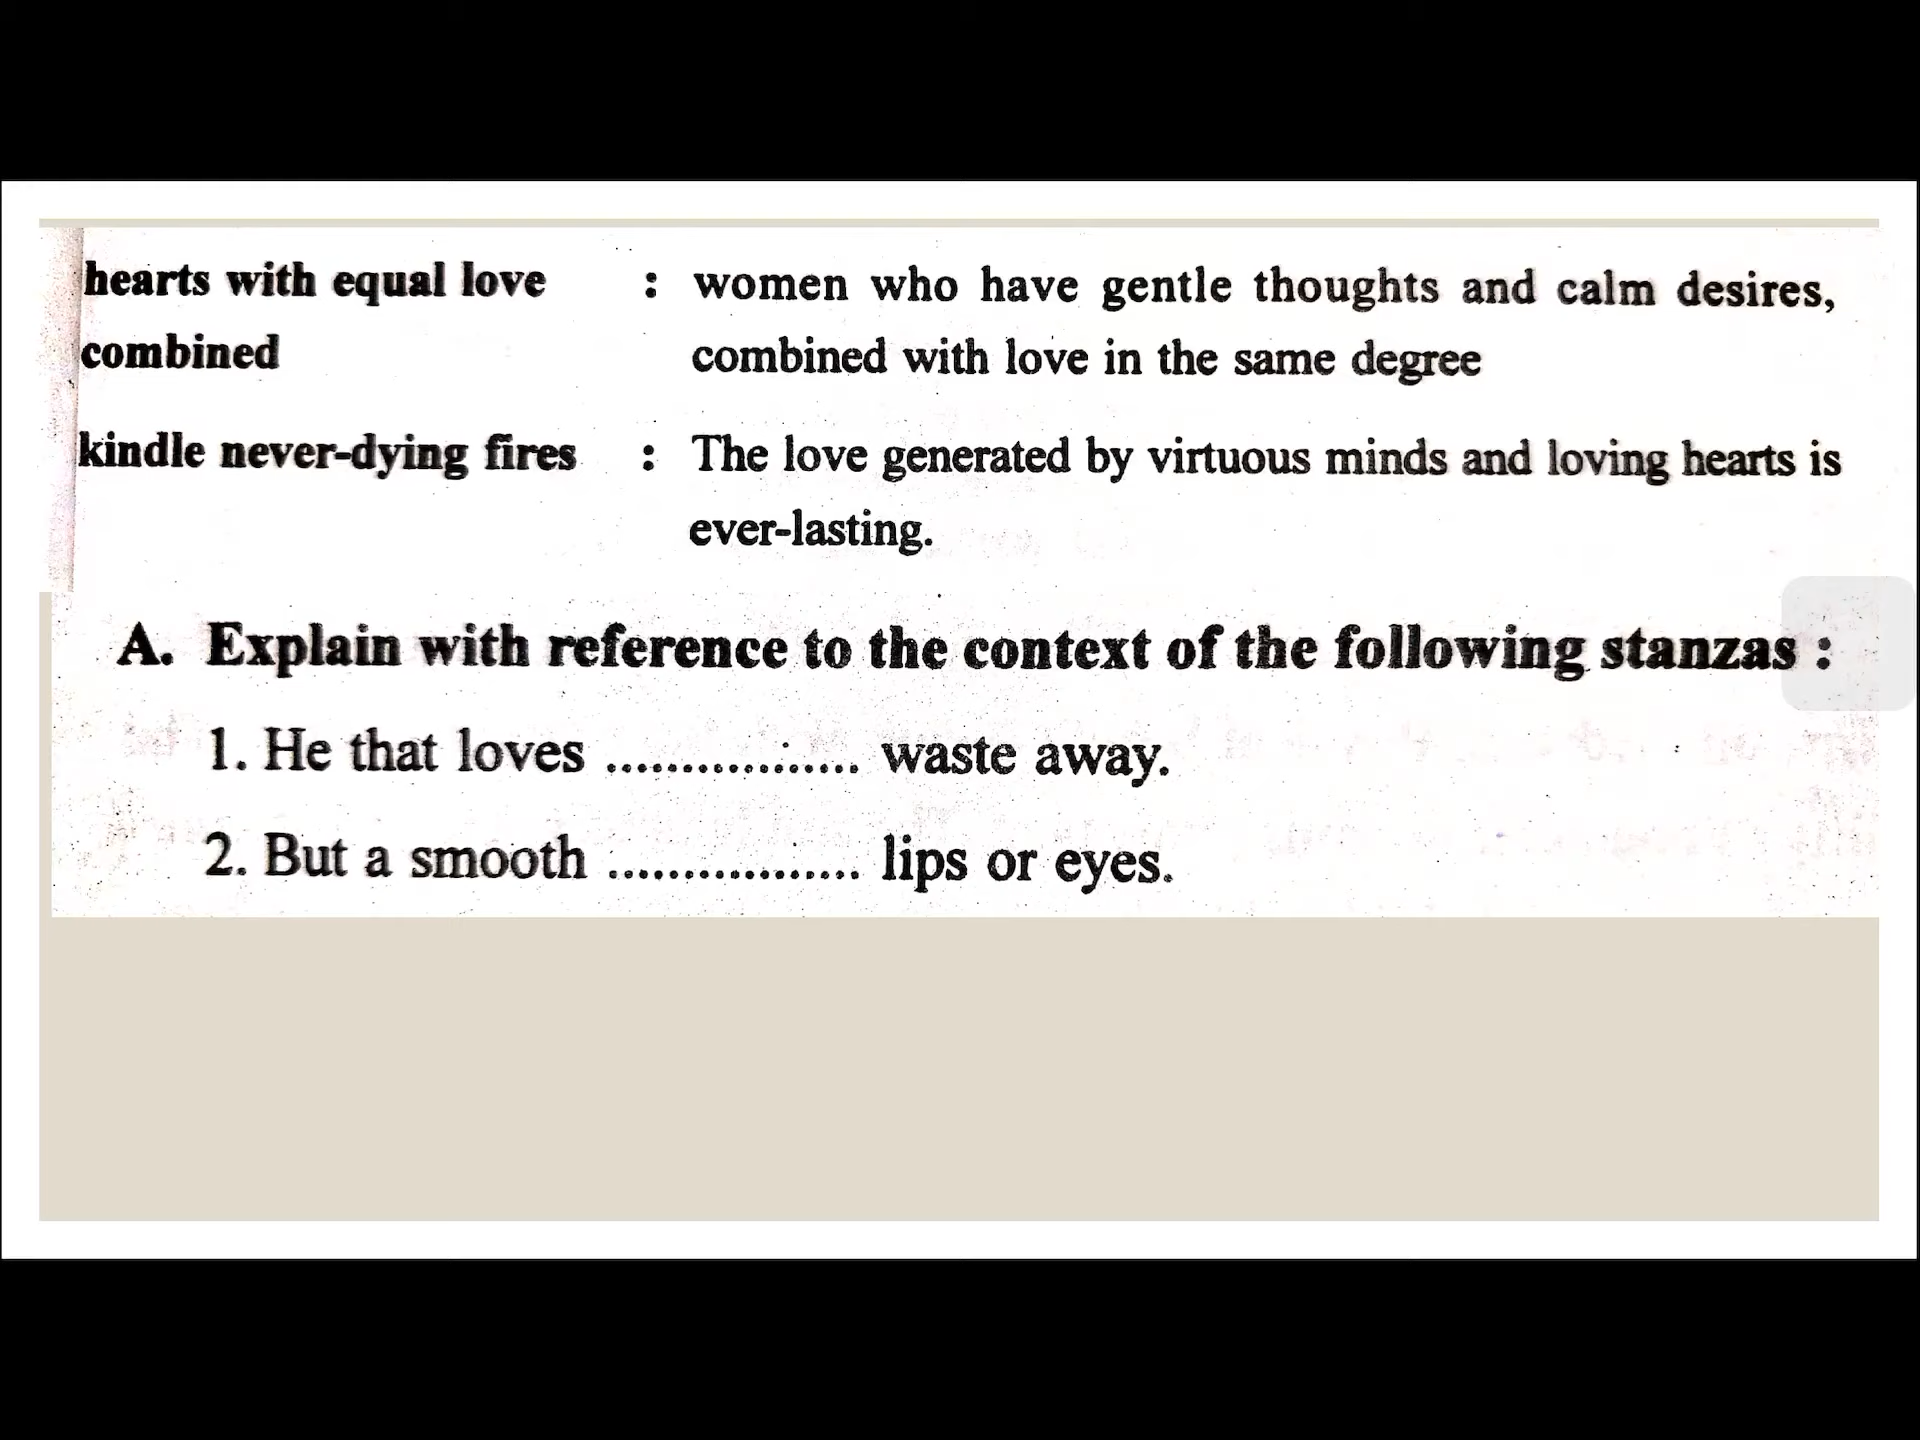 hearts with equal love : women who have gentle thoughts and calm desires,
combined combined with love in the same degree
kindle never-dying fires : The love generated by virtuous minds and loving hearts is
ever-lasting.
A. Explain with reference to the context of the following stanzas :
1. He that loves ................. waste away.
2. But a smooth ................. lips or eyes.